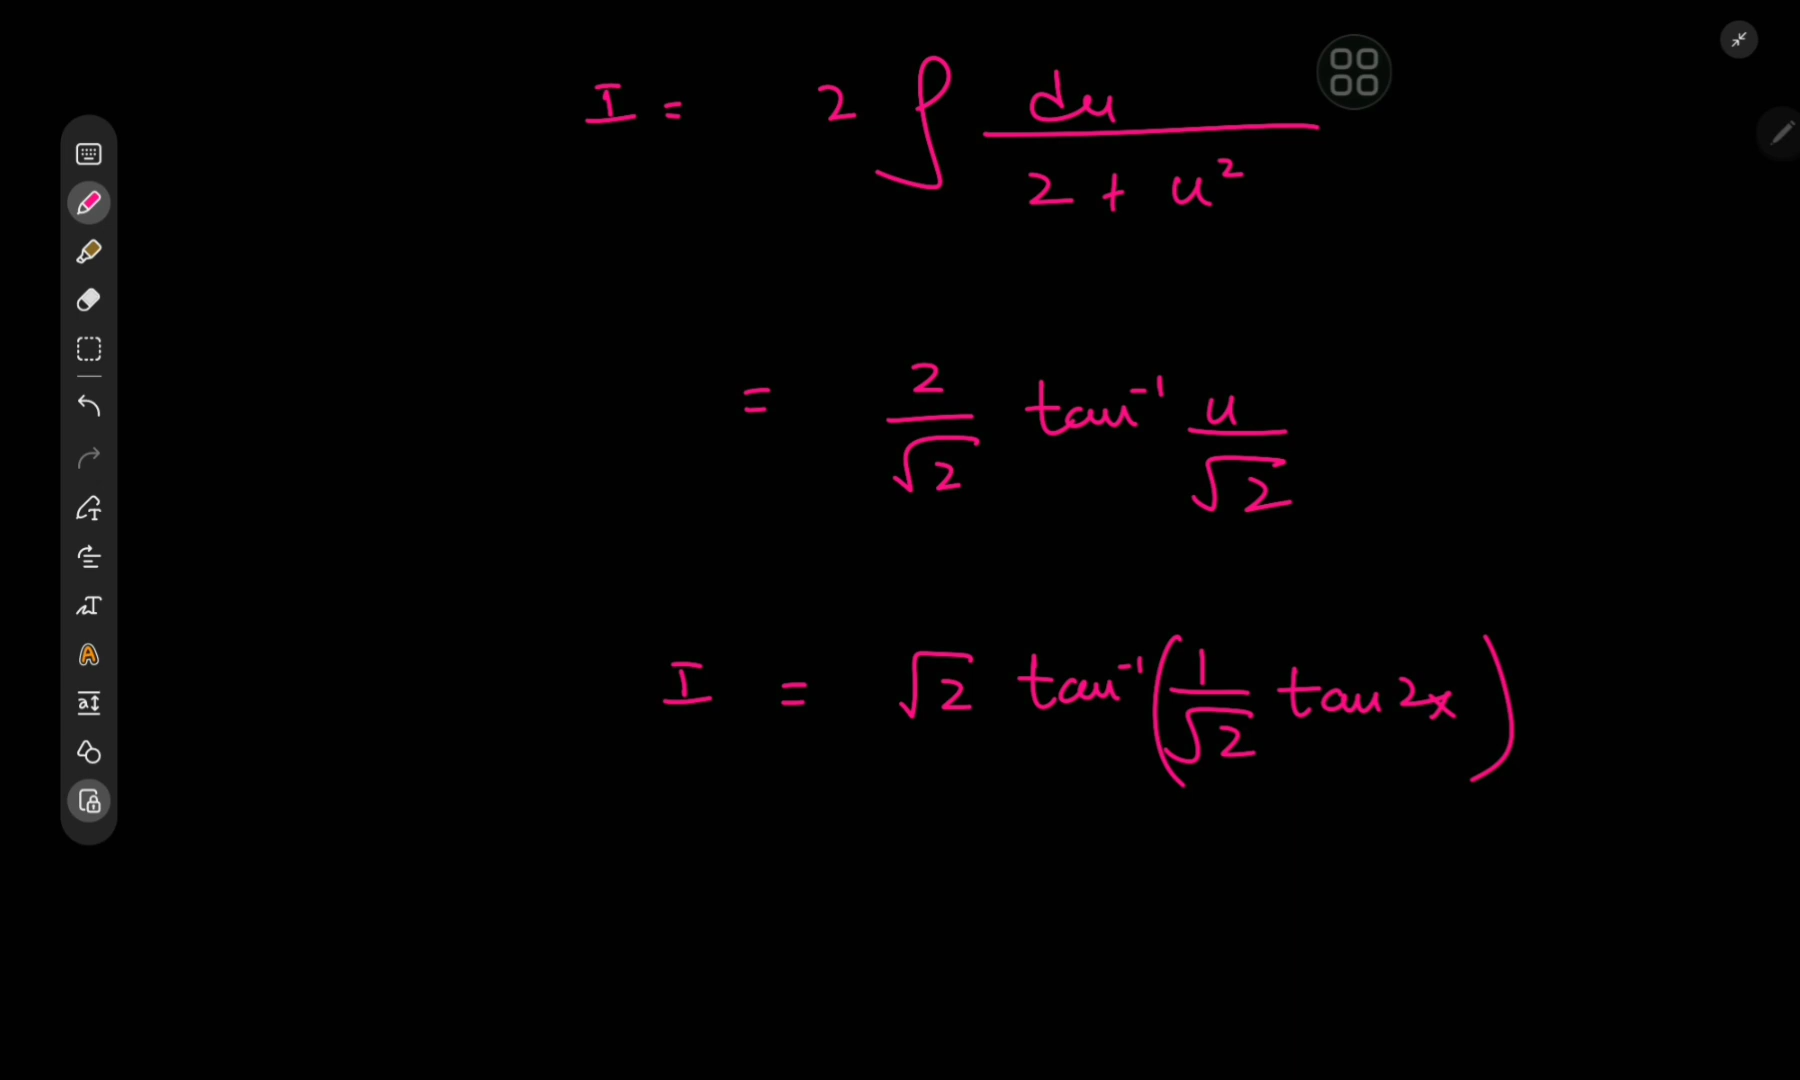 I = 2 ∫ du / (2 + u²)
= 2/√2 tan⁻¹ u/√2
I = √2 tan⁻¹ (1/√2 tan 2x)